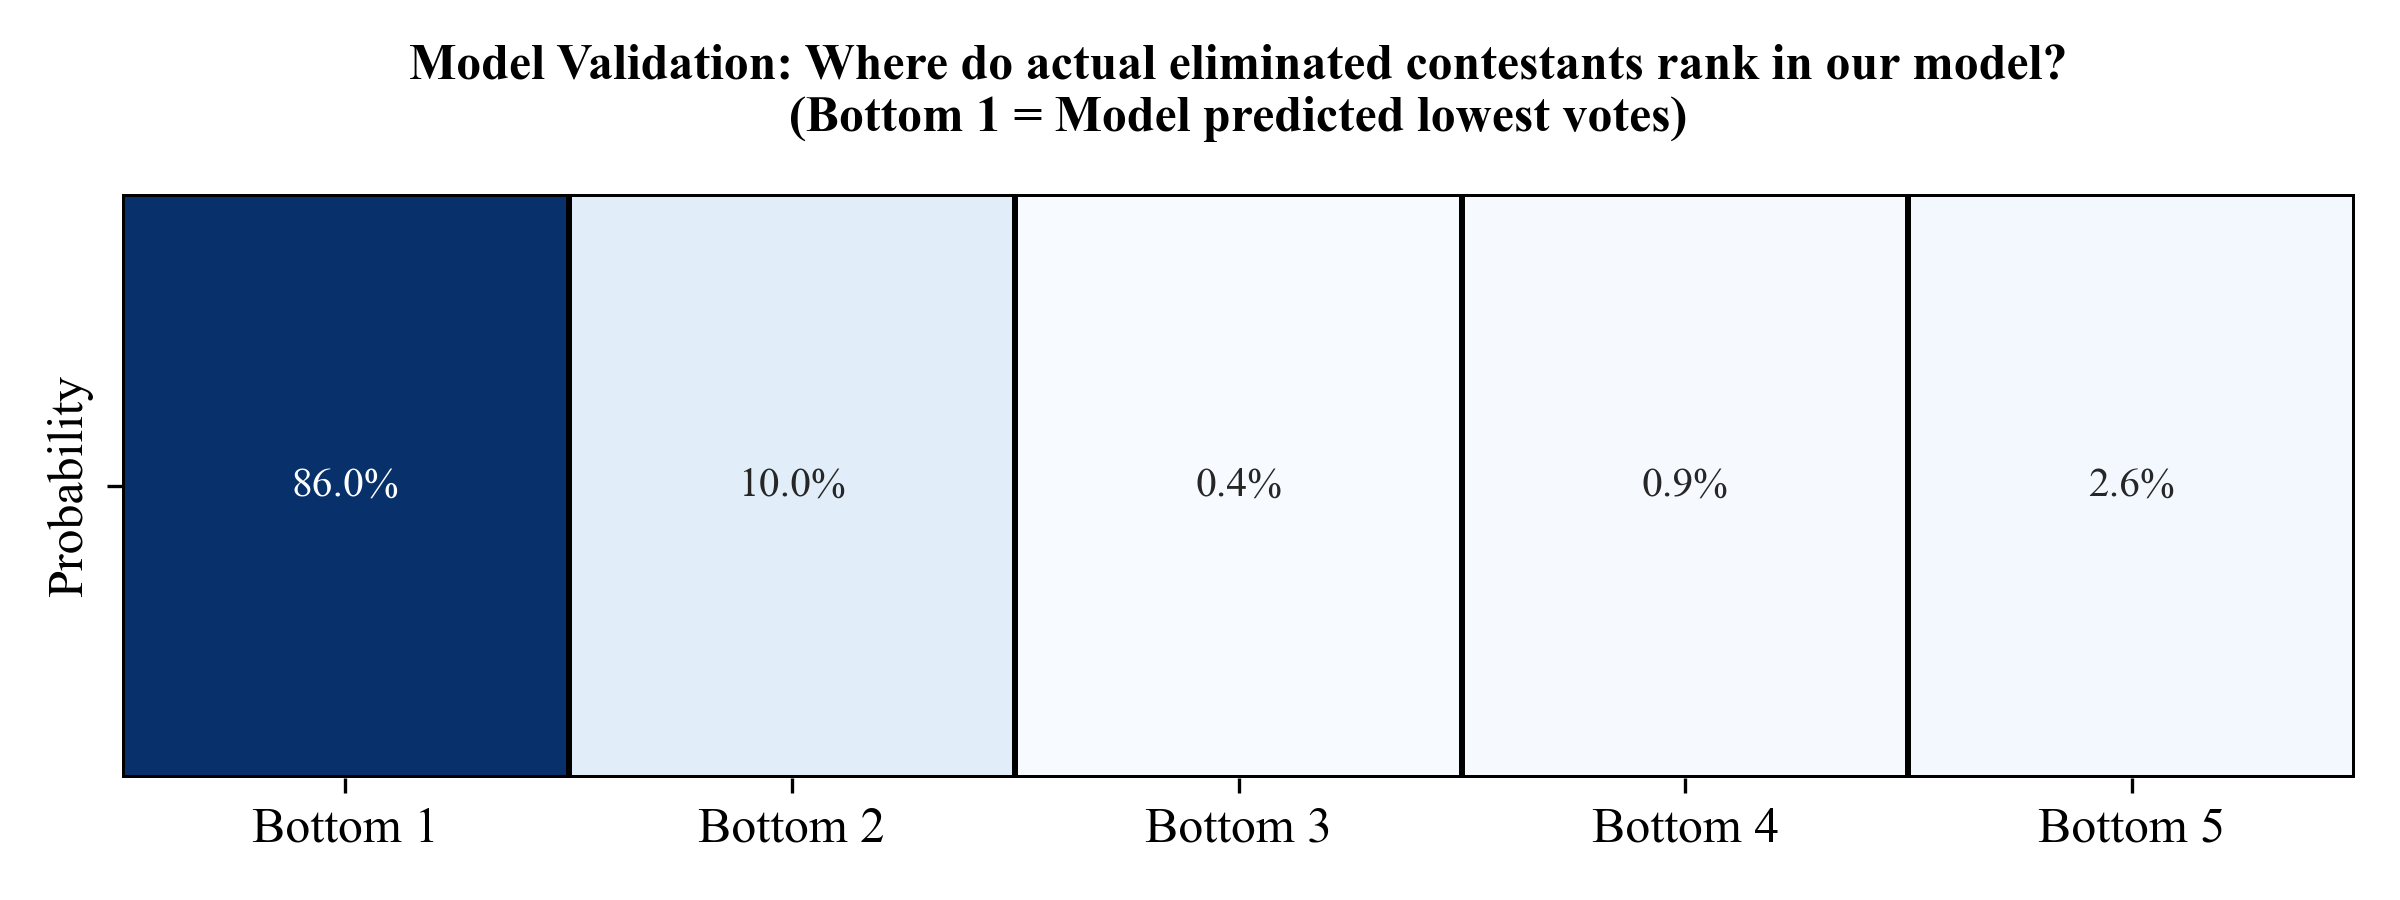 Model Validation: Where do actual eliminated contestants rank in our model?
(Bottom 1 = Model predicted lowest votes)
Probability
86.0%
10.0%
0.4%
0.9%
2.6%
Bottom 1
Bottom 2
Bottom 3
Bottom 4
Bottom 5